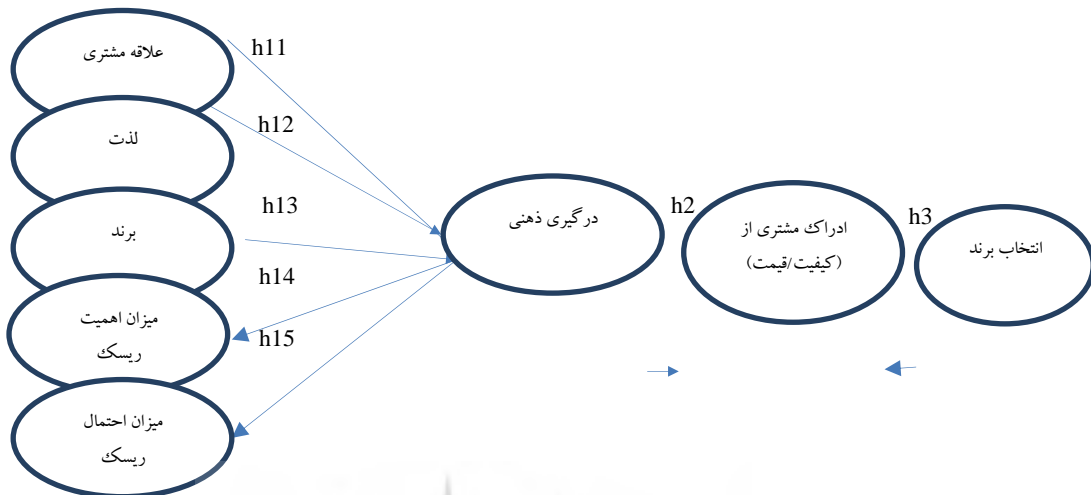 علاقه مشتری
h11
لذت
h12
برند
h13
میزان اهمیت
ریسک
h14
میزان احتمال
ریسک
h15
درگیری ذهنی
h2
ادراک مشتری از
(کیفیت/قیمت)
h3
انتخاب برند